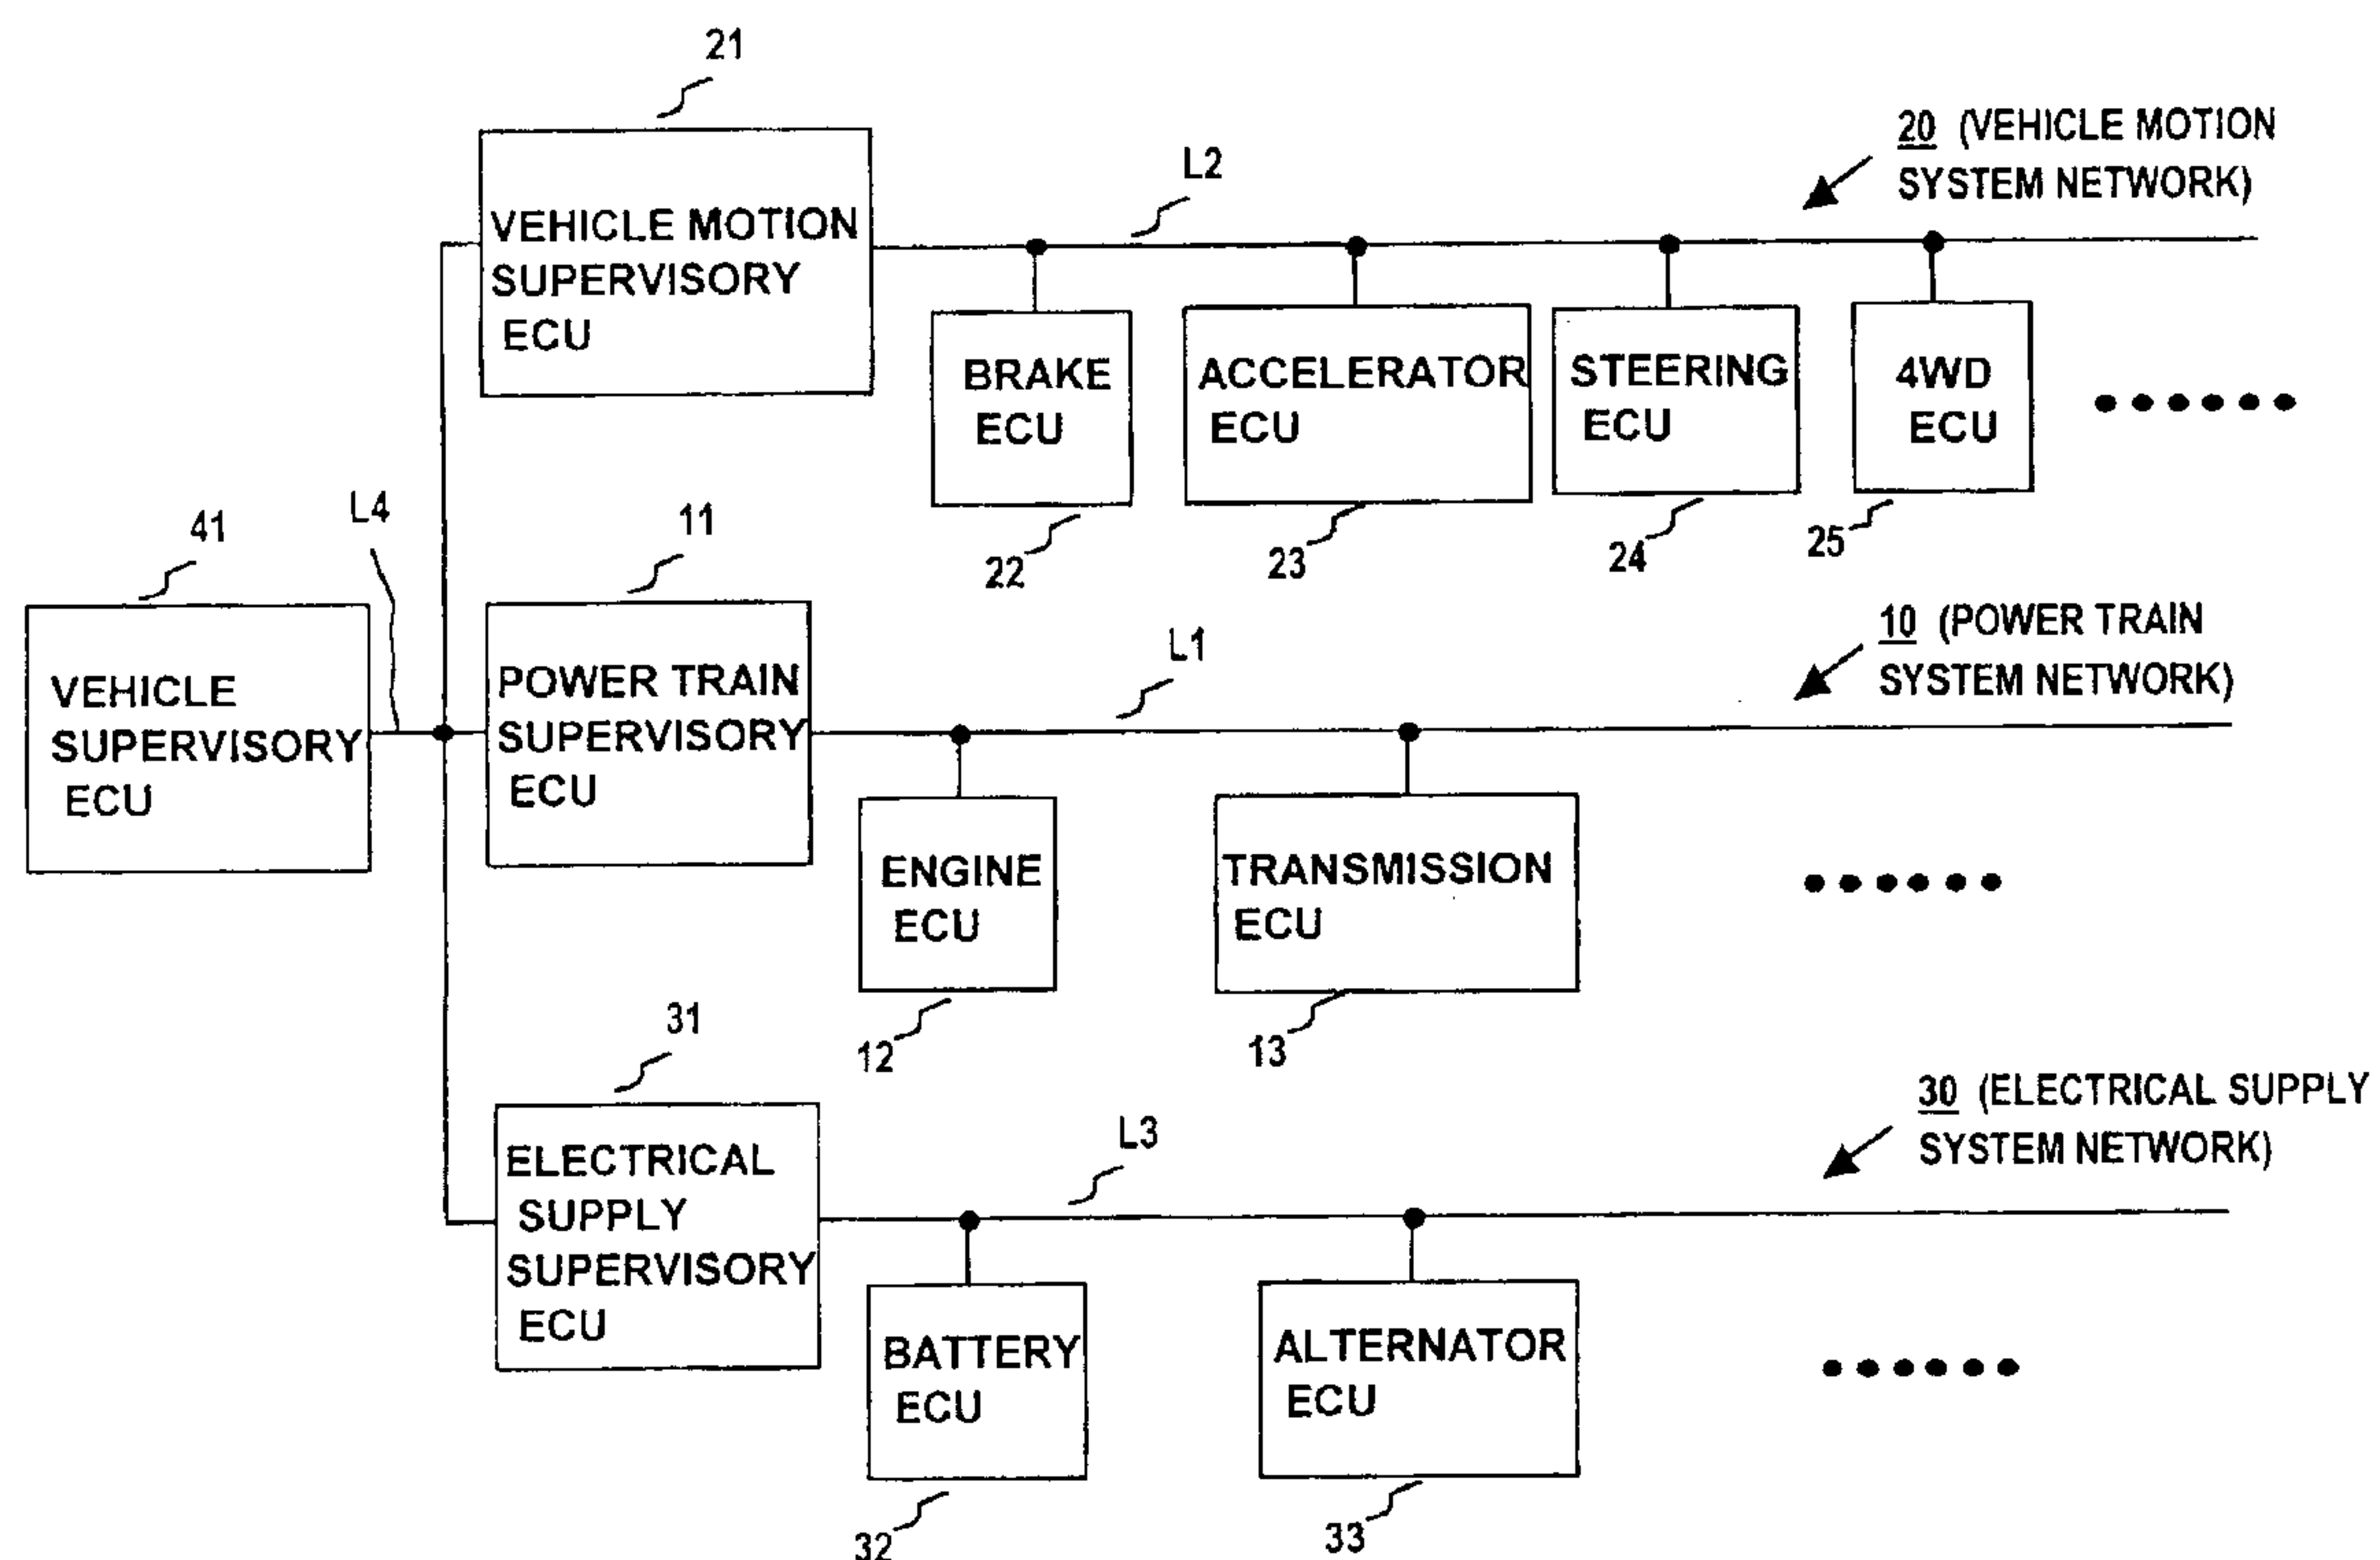 21
20 (VEHICLE MOTION
SYSTEM NETWORK)
L2
VEHICLE MOTION
SUPERVISORY
ECU
BRAKE
ECU
ACCELERATOR
ECU
STEERING
ECU
4WD
ECU
22
23
24
25
41
L4
11
10 (POWER TRAIN
SYSTEM NETWORK)
L1
VEHICLE
SUPERVISORY
ECU
POWER TRAIN
SUPERVISORY
ECU
ENGINE
ECU
TRANSMISSION
ECU
12
13
31
30 (ELECTRICAL SUPPLY
SYSTEM NETWORK)
L3
ELECTRICAL
SUPPLY
SUPERVISORY
ECU
BATTERY
ECU
ALTERNATOR
ECU
32
33